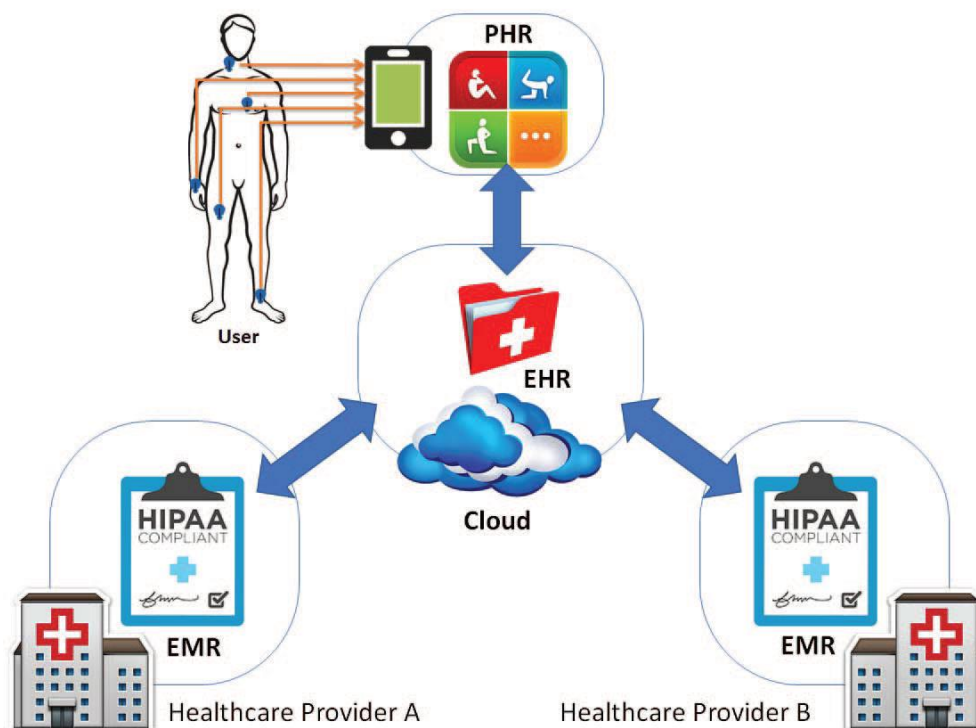 PHR
User
EHR
Cloud
HIPAA
COMPLIANT
EMR
Healthcare Provider A
HIPAA
COMPLIANT
EMR
Healthcare Provider B